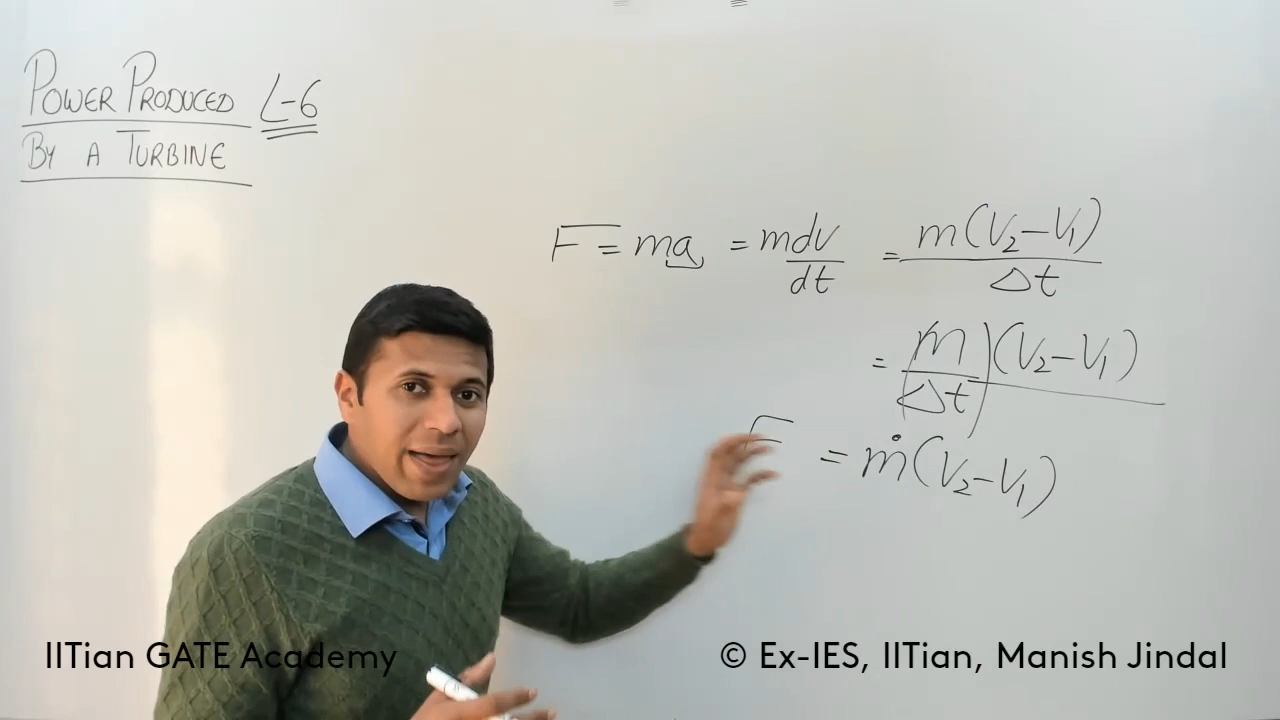 POWER PRODUCED L-6
BY A TURBINE
F = ma = mdv/dt = m(V₂-V₁)/Δt
= (m/Δt)(V₂-V₁)
F = ṁ(V₂-V₁)
IITian GATE Academy
© Ex-IES, IITian, Manish Jindal